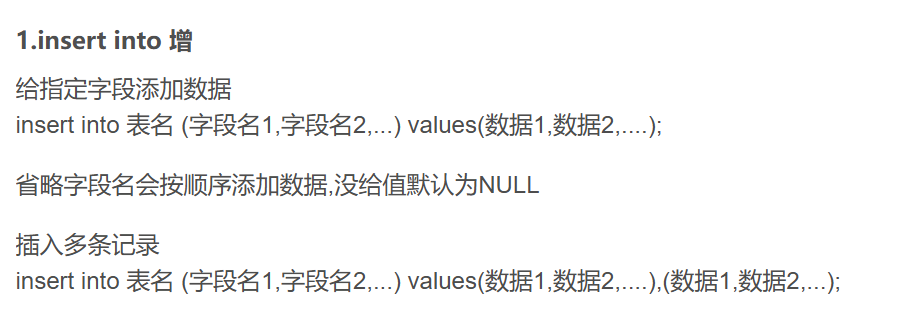 1.insert into 增
给指定字段添加数据
insert into 表名 (字段名1,字段名2,...) values(数据1,数据2,....);
省略字段名会按顺序添加数据,没给值默认为NULL
插入多条记录
insert into 表名 (字段名1,字段名2,...) values(数据1,数据2,....),(数据1,数据2,...);